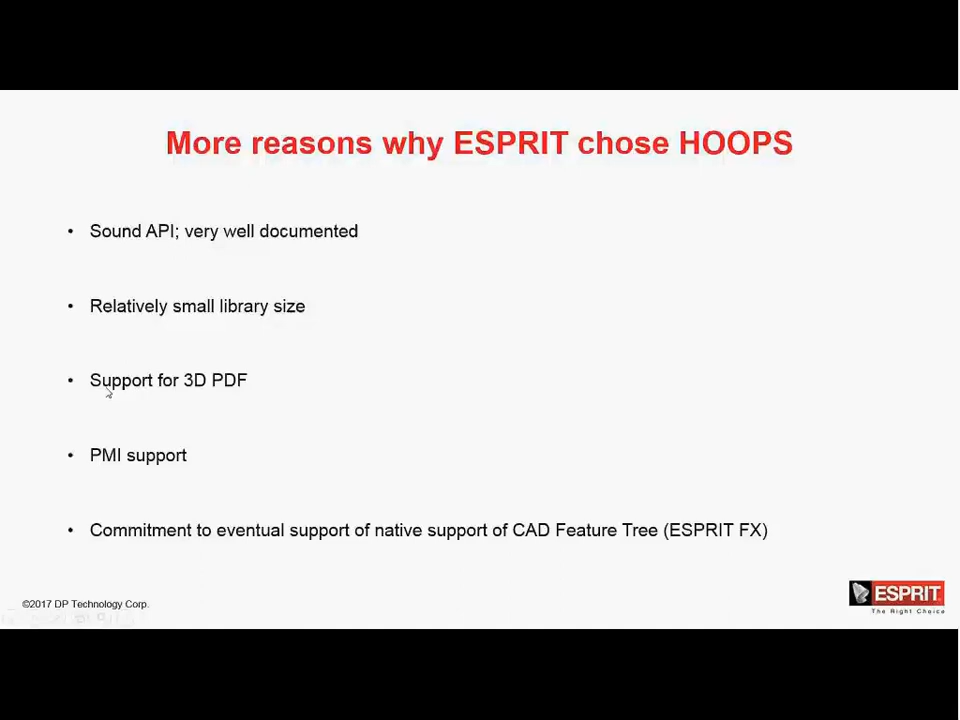 More reasons why ESPRIT chose HOOPS
• Sound API; very well documented
• Relatively small library size
• Support for 3D PDF
• PMI support
• Commitment to eventual support of native support of CAD Feature Tree (ESPRIT FX)
©2017 DP Technology Corp.
ESPRIT
The Right Choice